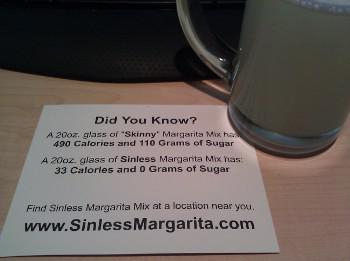 Did You Know?
A 20oz. glass of "Skinny" Margarita Mix has:
490 Calories and 110 Grams of Sugar
A 20oz. glass of Sinless Margarita Mix has:
33 Calories and 0 Grams of Sugar
Find Sinless Margarita Mix at a location near you.
www.SinlessMargarita.com